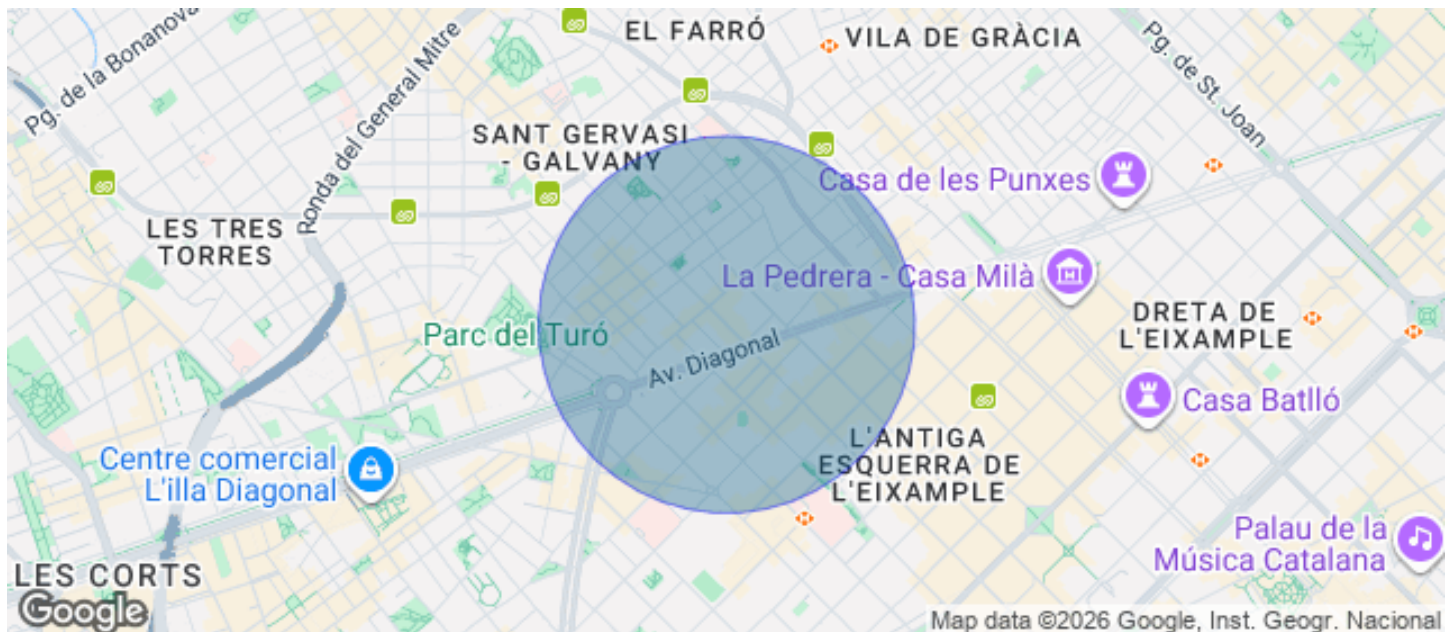 Pg. de la Bonanova
Ronda del General Mitre
EL FARRÓ
VILA DE GRÀCIA
Pg. de St. Joan
SANT GERVASI
- GALVANY
Casa de les Punxes
LES TRES
TORRES
La Pedrera - Casa Milà
Parc del Turó
Av. Diagonal
DRETA DE
L'EIXAMPLE
Casa Batlló
L'ANTIGA
ESQUERRA DE
L'EIXAMPLE
Centre comercial
L'illa Diagonal
Palau de la
Música Catalana
LES CORTS
Google
Map data ©2026 Google, Inst. Geogr. Nacional